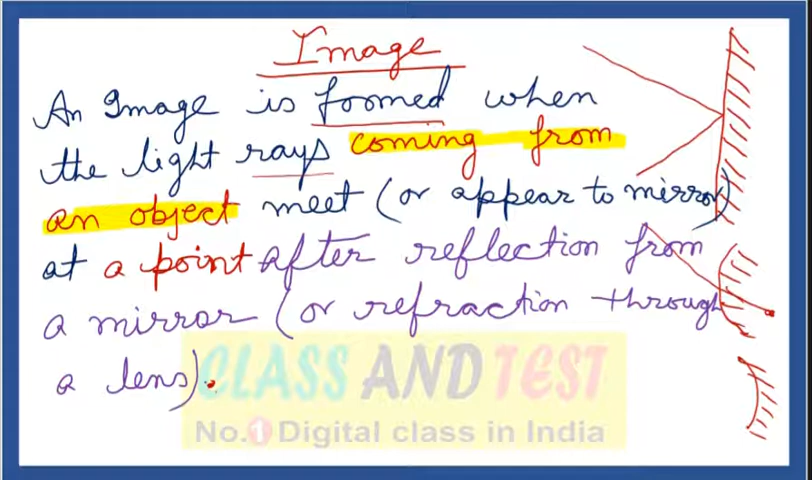 Image
An Image is formed when
the light rays coming from
an object meet (or appear to mirror)
at a point after reflection from
a mirror (or refraction through
a lens).
CLASS AND TEST
No.1 Digital class in India